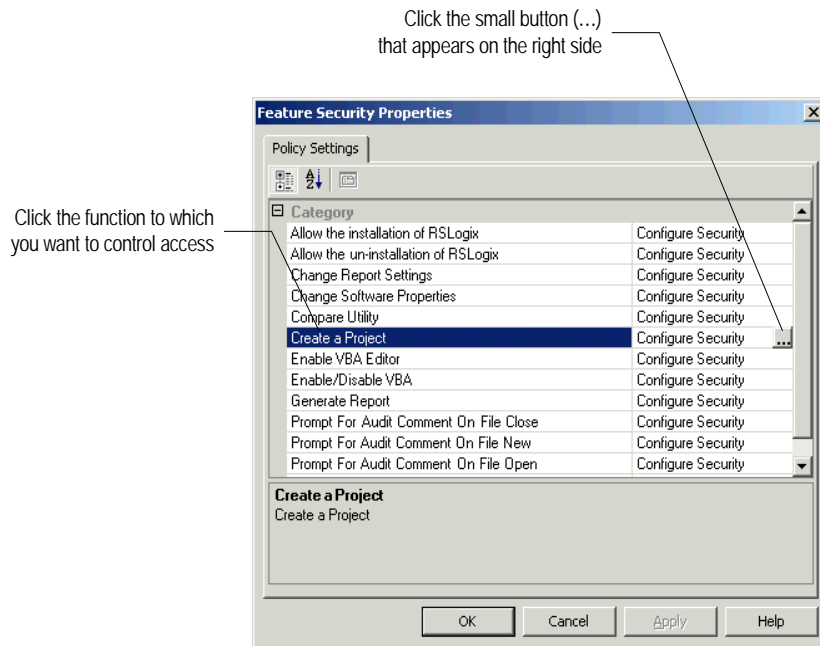 Click the small button (...)
that appears on the right side
Feature Security Properties
Policy Settings
Category
Click the function to which
you want to control access
Allow the installation of RSLogix Configure Security
Allow the un-installation of RSLogix Configure Security
Change Report Settings Configure Security
Change Software Properties Configure Security
Compare Utility Configure Security
Create a Project Configure Security ...
Enable VBA Editor Configure Security
Enable/Disable VBA Configure Security
Generate Report Configure Security
Prompt For Audit Comment On File Close Configure Security
Prompt For Audit Comment On File New Configure Security
Prompt For Audit Comment On File Open Configure Security
Create a Project
Create a Project
OK Cancel Apply Help